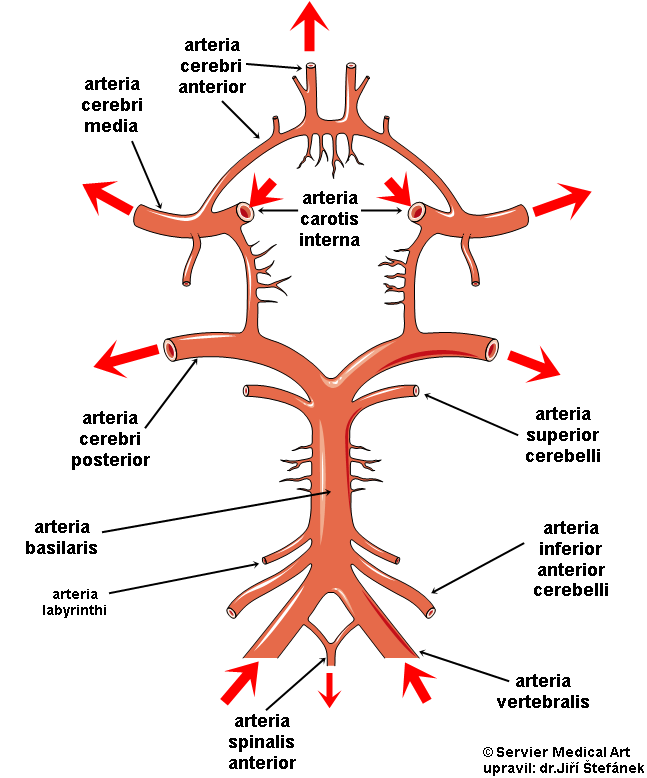 arteria
cerebri
anterior
arteria
cerebri
media
arteria
carotis
interna
arteria
cerebri
posterior
arteria
superior
cerebelli
arteria
basilaris
arteria
inferior
anterior
cerebelli
arteria
labyrinthi
arteria
vertebralis
arteria
spinalis
anterior
© Servier Medical Art
upravil: dr.Jiří Štefánek